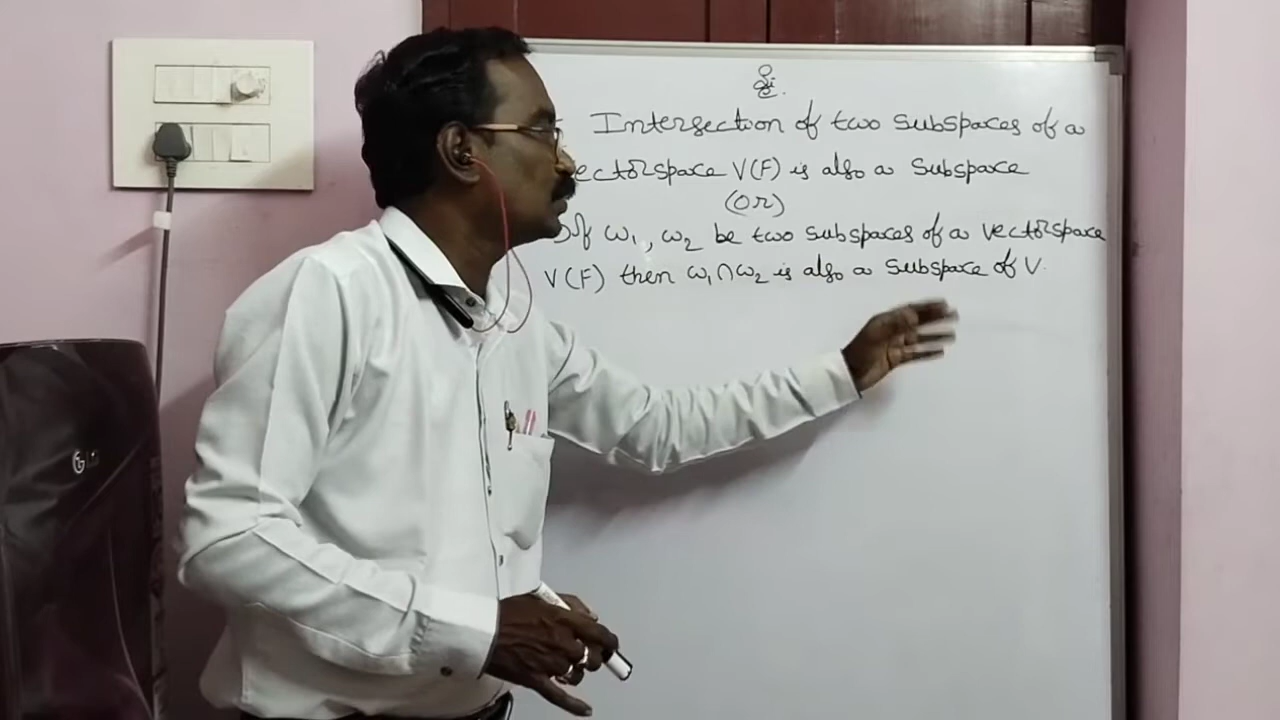 Intersection of two subspaces of a
vectorspace V(F) is also a subspace
(or)
If ω₁, ω₂ be two subspaces of a vectorspace
V(F) then ω₁∩ω₂ is also a subspace of V.
LG